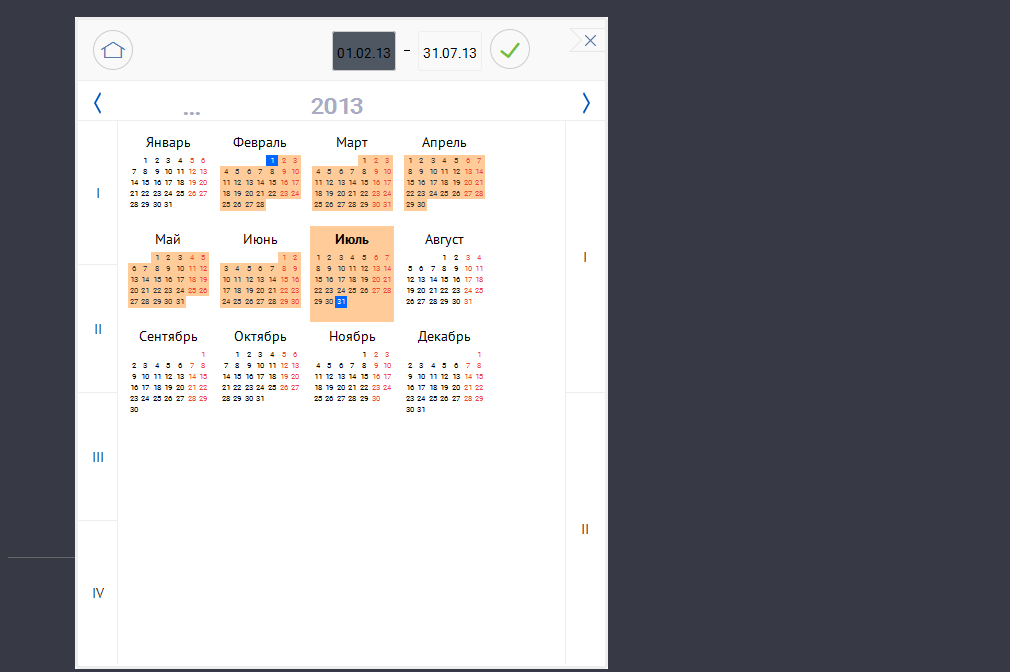 01.02.13 - 31.07.13
... 2013
Январь Февраль Март Апрель
1 2 3 4 5 6 1 2 3 1 2 3 1 2 3 4 5 6 7
7 8 9 10 11 12 13 4 5 6 7 8 9 10 4 5 6 7 8 9 10 8 9 10 11 12 13 14
14 15 16 17 18 19 20 11 12 13 14 15 16 17 11 12 13 14 15 16 17 15 16 17 18 19 20 21
21 22 23 24 25 26 27 18 19 20 21 22 23 24 18 19 20 21 22 23 24 22 23 24 25 26 27 28
28 29 30 31 25 26 27 28 25 26 27 28 29 30 31 29 30
I
Май Июнь Июль Август
1 2 3 4 5 1 2 1 2 3 4 5 6 7 1 2 3 4
6 7 8 9 10 11 12 3 4 5 6 7 8 9 8 9 10 11 12 13 14 5 6 7 8 9 10 11
13 14 15 16 17 18 19 10 11 12 13 14 15 16 15 16 17 18 19 20 21 12 13 14 15 16 17 18
20 21 22 23 24 25 26 17 18 19 20 21 22 23 22 23 24 25 26 27 28 19 20 21 22 23 24 25
27 28 29 30 31 24 25 26 27 28 29 30 29 30 31 26 27 28 29 30 31
I
II
Сентябрь Октябрь Ноябрь Декабрь
1 1 2 3 4 5 6 1 2 3 1
2 3 4 5 6 7 8 7 8 9 10 11 12 13 4 5 6 7 8 9 10 2 3 4 5 6 7 8
9 10 11 12 13 14 15 14 15 16 17 18 19 20 11 12 13 14 15 16 17 9 10 11 12 13 14 15
16 17 18 19 20 21 22 21 22 23 24 25 26 27 18 19 20 21 22 23 24 16 17 18 19 20 21 22
23 24 25 26 27 28 29 28 29 30 31 25 26 27 28 29 30 23 24 25 26 27 28 29
30 30 31
III
II
IV